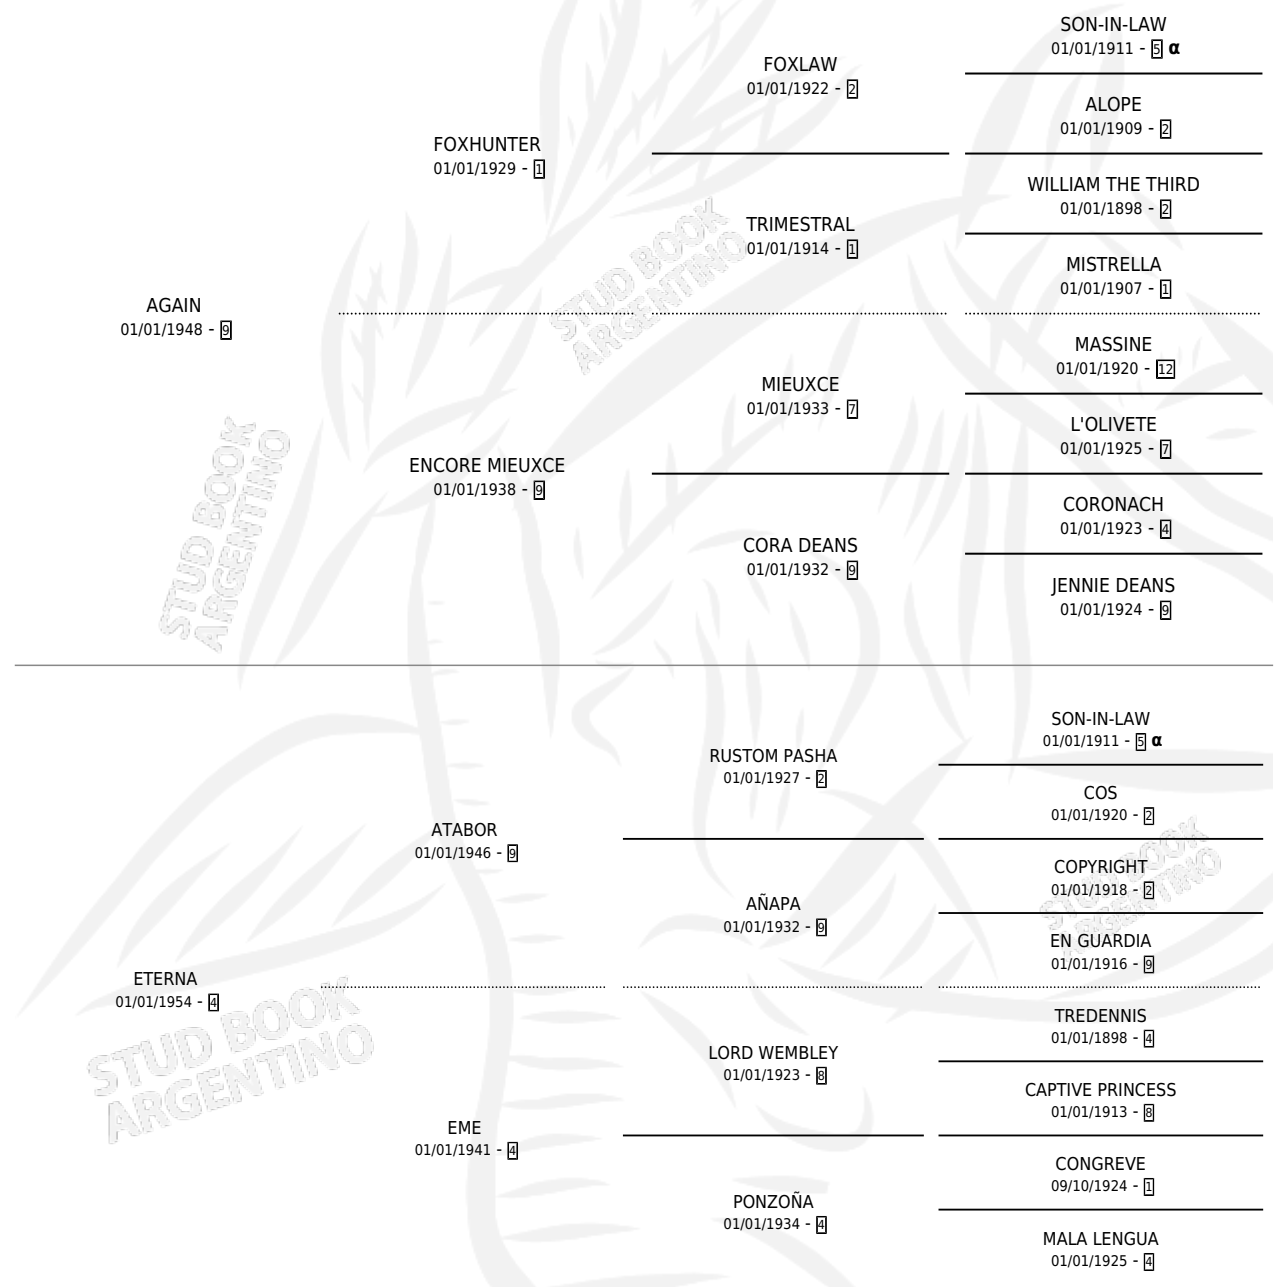 SON-IN-LAW
01/01/1911 - 5 α
FOXLAW
01/01/1922 - 2
ALOPE
01/01/1909 - 2
FOXHUNTER
01/01/1929 - 1
WILLIAM THE THIRD
01/01/1898 - 2
TRIMESTRAL
01/01/1914 - 1
MISTRELLA
01/01/1907 - 1
STUD BOOK
ARGENTINO
AGAIN
01/01/1948 - 9
MASSINE
01/01/1920 - 12
MIEUXCE
01/01/1933 - 7
L'OLIVETE
01/01/1925 - 7
ENCORE MIEUXCE
01/01/1938 - 9
CORONACH
01/01/1923 - 4
CORA DEANS
01/01/1932 - 9
JENNIE DEANS
01/01/1924 - 9
STUD BOOK
ARGENTINO
SON-IN-LAW
01/01/1911 - 5 α
RUSTOM PASHA
01/01/1927 - 2
COS
01/01/1920 - 2
ATABOR
01/01/1946 - 9
COPYRIGHT
01/01/1918 - 2
AÑAPA
01/01/1932 - 9
EN GUARDIA
01/01/1916 - 9
STUD BOOK
ARGENTINO
ETERNA
01/01/1954 - 4
TREDENNIS
01/01/1898 - 4
LORD WEMBLEY
01/01/1923 - 8
CAPTIVE PRINCESS
01/01/1913 - 8
STUD BOOK
ARGENTINO
EME
01/01/1941 - 4
CONGREVE
09/10/1924 - 1
PONZOÑA
01/01/1934 - 4
MALA LENGUA
01/01/1925 - 4